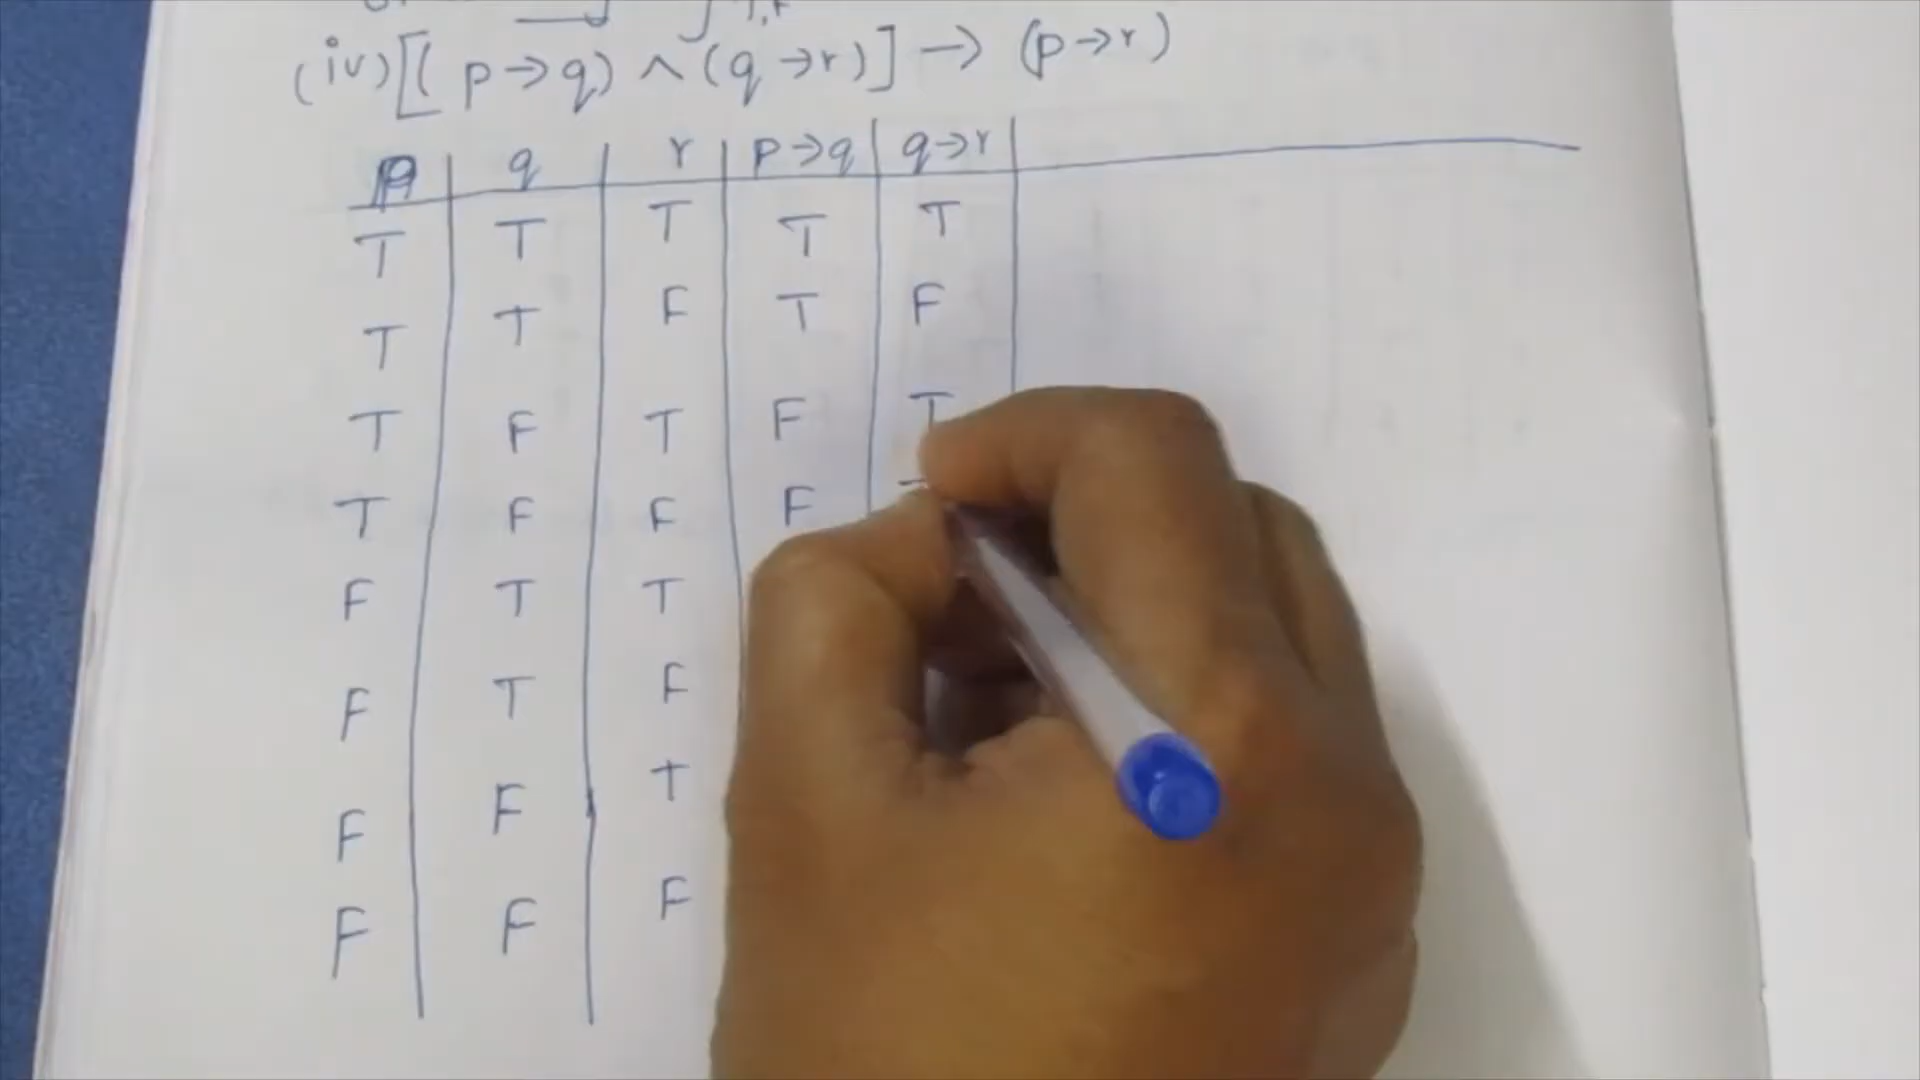 (iv) [(p→q) ∧ (q→r)] → (p→r)
p q r p→q q→r
T T T T T
T T F T F
T F T F T
T F F F T
F T T
F T F
F F T
F F F